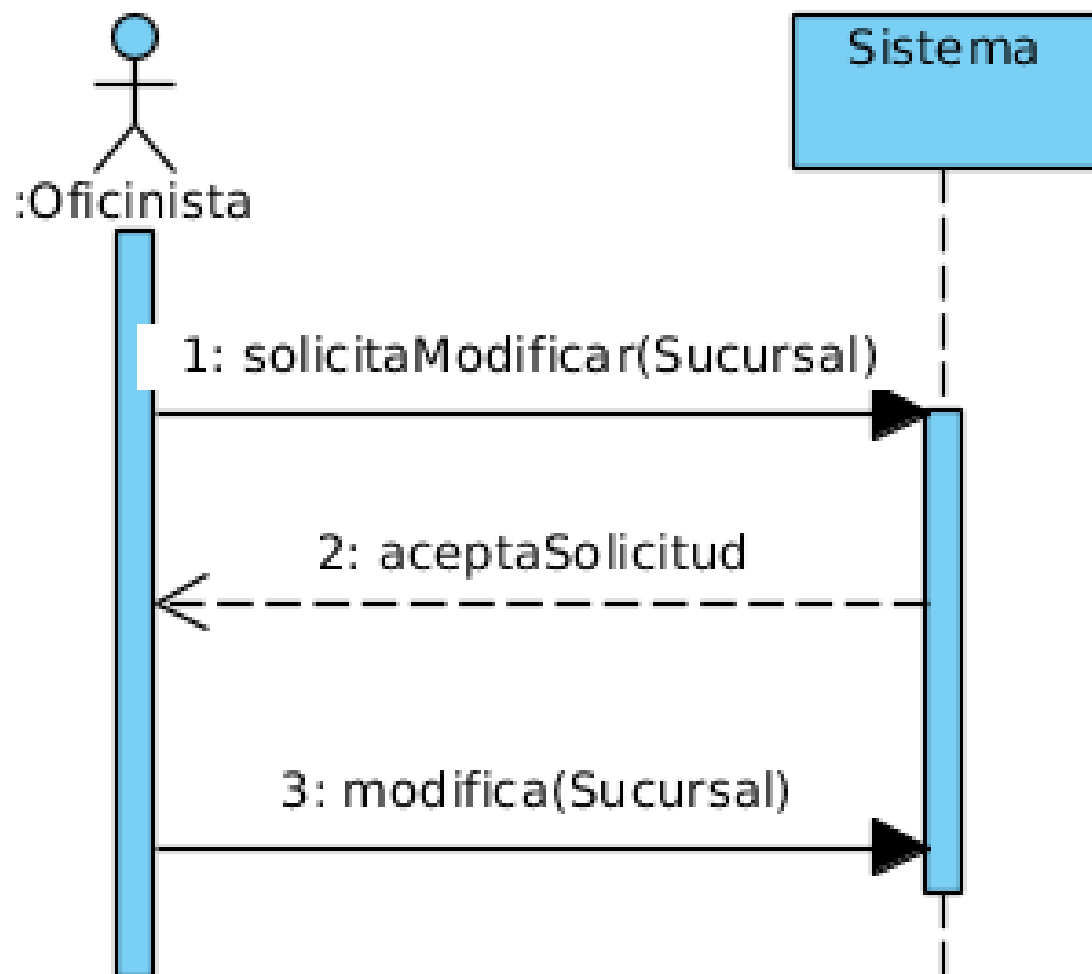 Sistema
:Oficinista
1: solicitaModificar(Sucursal)
2: aceptaSolicitud
3: modifica(Sucursal)